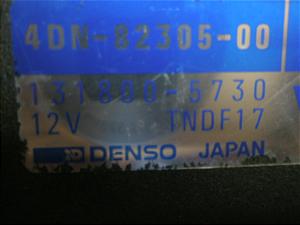 4DN-82305-00
131800-5730
12V TNDF17
DENSO JAPAN